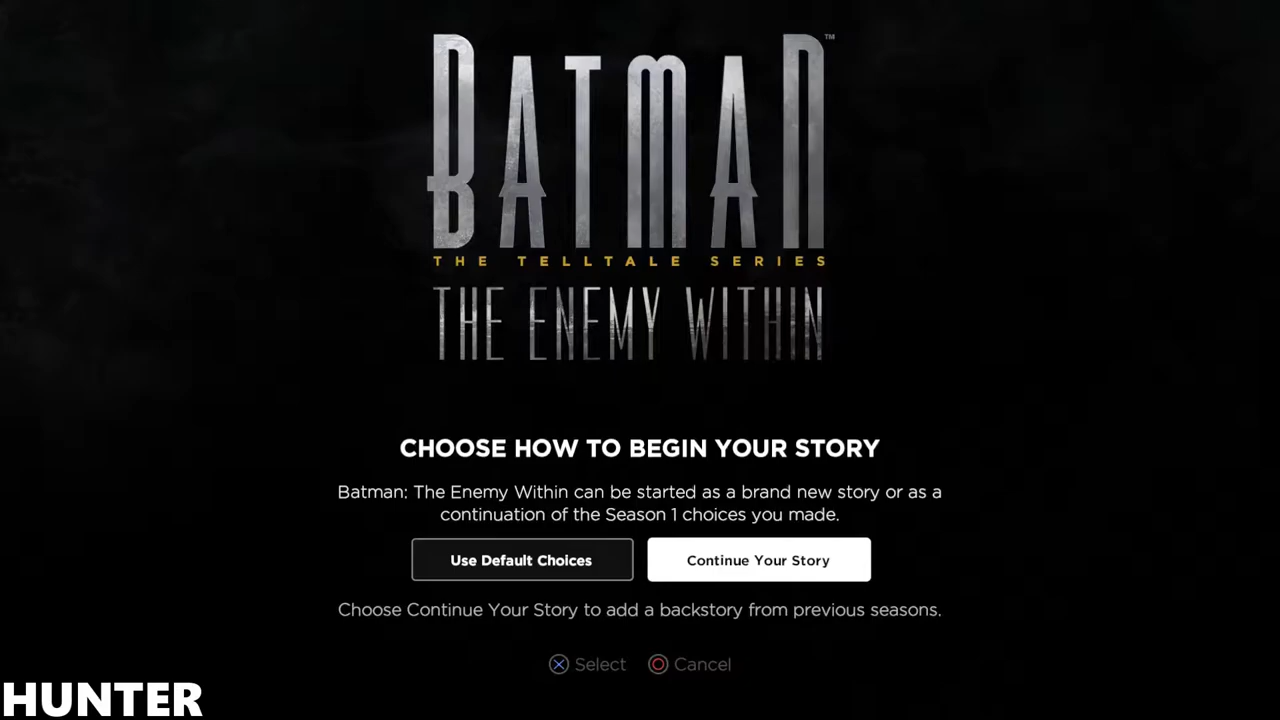 BATMAN™
THE TELLTALE SERIES
THE ENEMY WITHIN
CHOOSE HOW TO BEGIN YOUR STORY
Batman: The Enemy Within can be started as a brand new story or as a
continuation of the Season 1 choices you made.
Use Default Choices
Continue Your Story
Choose Continue Your Story to add a backstory from previous seasons.
Select Cancel
HUNTER